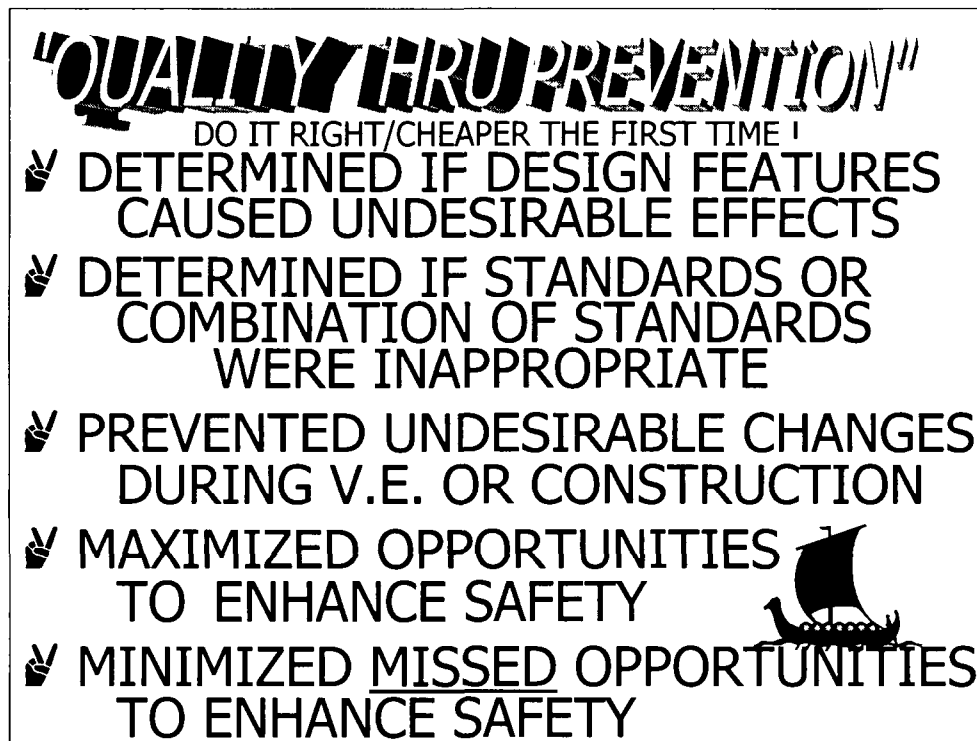 "QUALITY THRU PREVENTION"
DO IT RIGHT/CHEAPER THE FIRST TIME !
DETERMINED IF DESIGN FEATURES
CAUSED UNDESIRABLE EFFECTS
DETERMINED IF STANDARDS OR
COMBINATION OF STANDARDS
WERE INAPPROPRIATE
PREVENTED UNDESIRABLE CHANGES
DURING V.E. OR CONSTRUCTION
MAXIMIZED OPPORTUNITIES
TO ENHANCE SAFETY
MINIMIZED MISSED OPPORTUNITIES
TO ENHANCE SAFETY